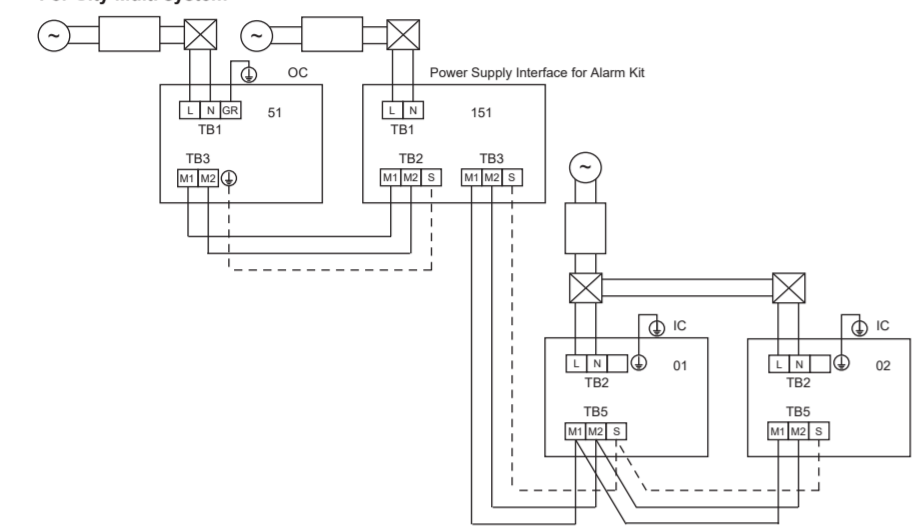 OC
Power Supply Interface for Alarm Kit
L N GR
51
TB1
TB3
M1 M2
L N
151
TB1
TB2
TB3
M1 M2 S
M1 M2 S
IC
L N
01
TB2
TB5
M1 M2 S
IC
L N
02
TB2
TB5
M1 M2 S